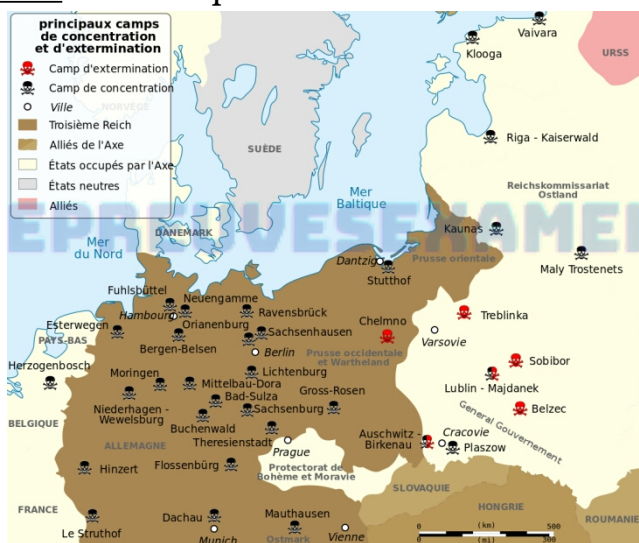 principaux camps
de concentration
et d'extermination
Camp d'extermination
Camp de concentration
Ville
Troisième Reich
Alliés de l'Axe
États occupés par l'Axe
États neutres
Alliés
NORVÈGE
SUÈDE
Vaivara
Klooga
URSS
Riga - Kaiserwald
Reichskommissariat
Ostland
Mer
Baltique
EPREUVESEXAMEN
Mer
du Nord
DANEMARK
Kaunas
Prusse orientale
Maly Trostenets
Dantzig
Stutthof
Fuhlsbüttel
Neuengamme
Hambourg
Ravensbrück
Esterwegen
Orianenburg
Sachsenhausen
Chelmno
Treblinka
Varsovie
PAYS-BAS
Bergen-Belsen
Berlin
Prusse occidentale
et Wartheland
Sobibor
Herzogenbosch
Moringen
Lichtenburg
Lublin - Majdanek
Mittelbau-Dora
Gross-Rosen
Bad-Sulza
Niederhagen -
Wewelsburg
Sachsenburg
Belzec
BELGIQUE
Buchenwald
General Gouvernement
Theresienstadt
Auschwitz -
Birkenau
Cracovie
Plaszow
ALLEMAGNE
Prague
Hinzert
Flossenbürg
Protectorat de
Bohème et Moravie
SLOVAQUIE
HONGRIE
ROUMANIE
FRANCE
Le Struthof
Dachau
Munich
Mauthausen
Ostmark
Vienne
0 (km) 500
0 (mi) 300